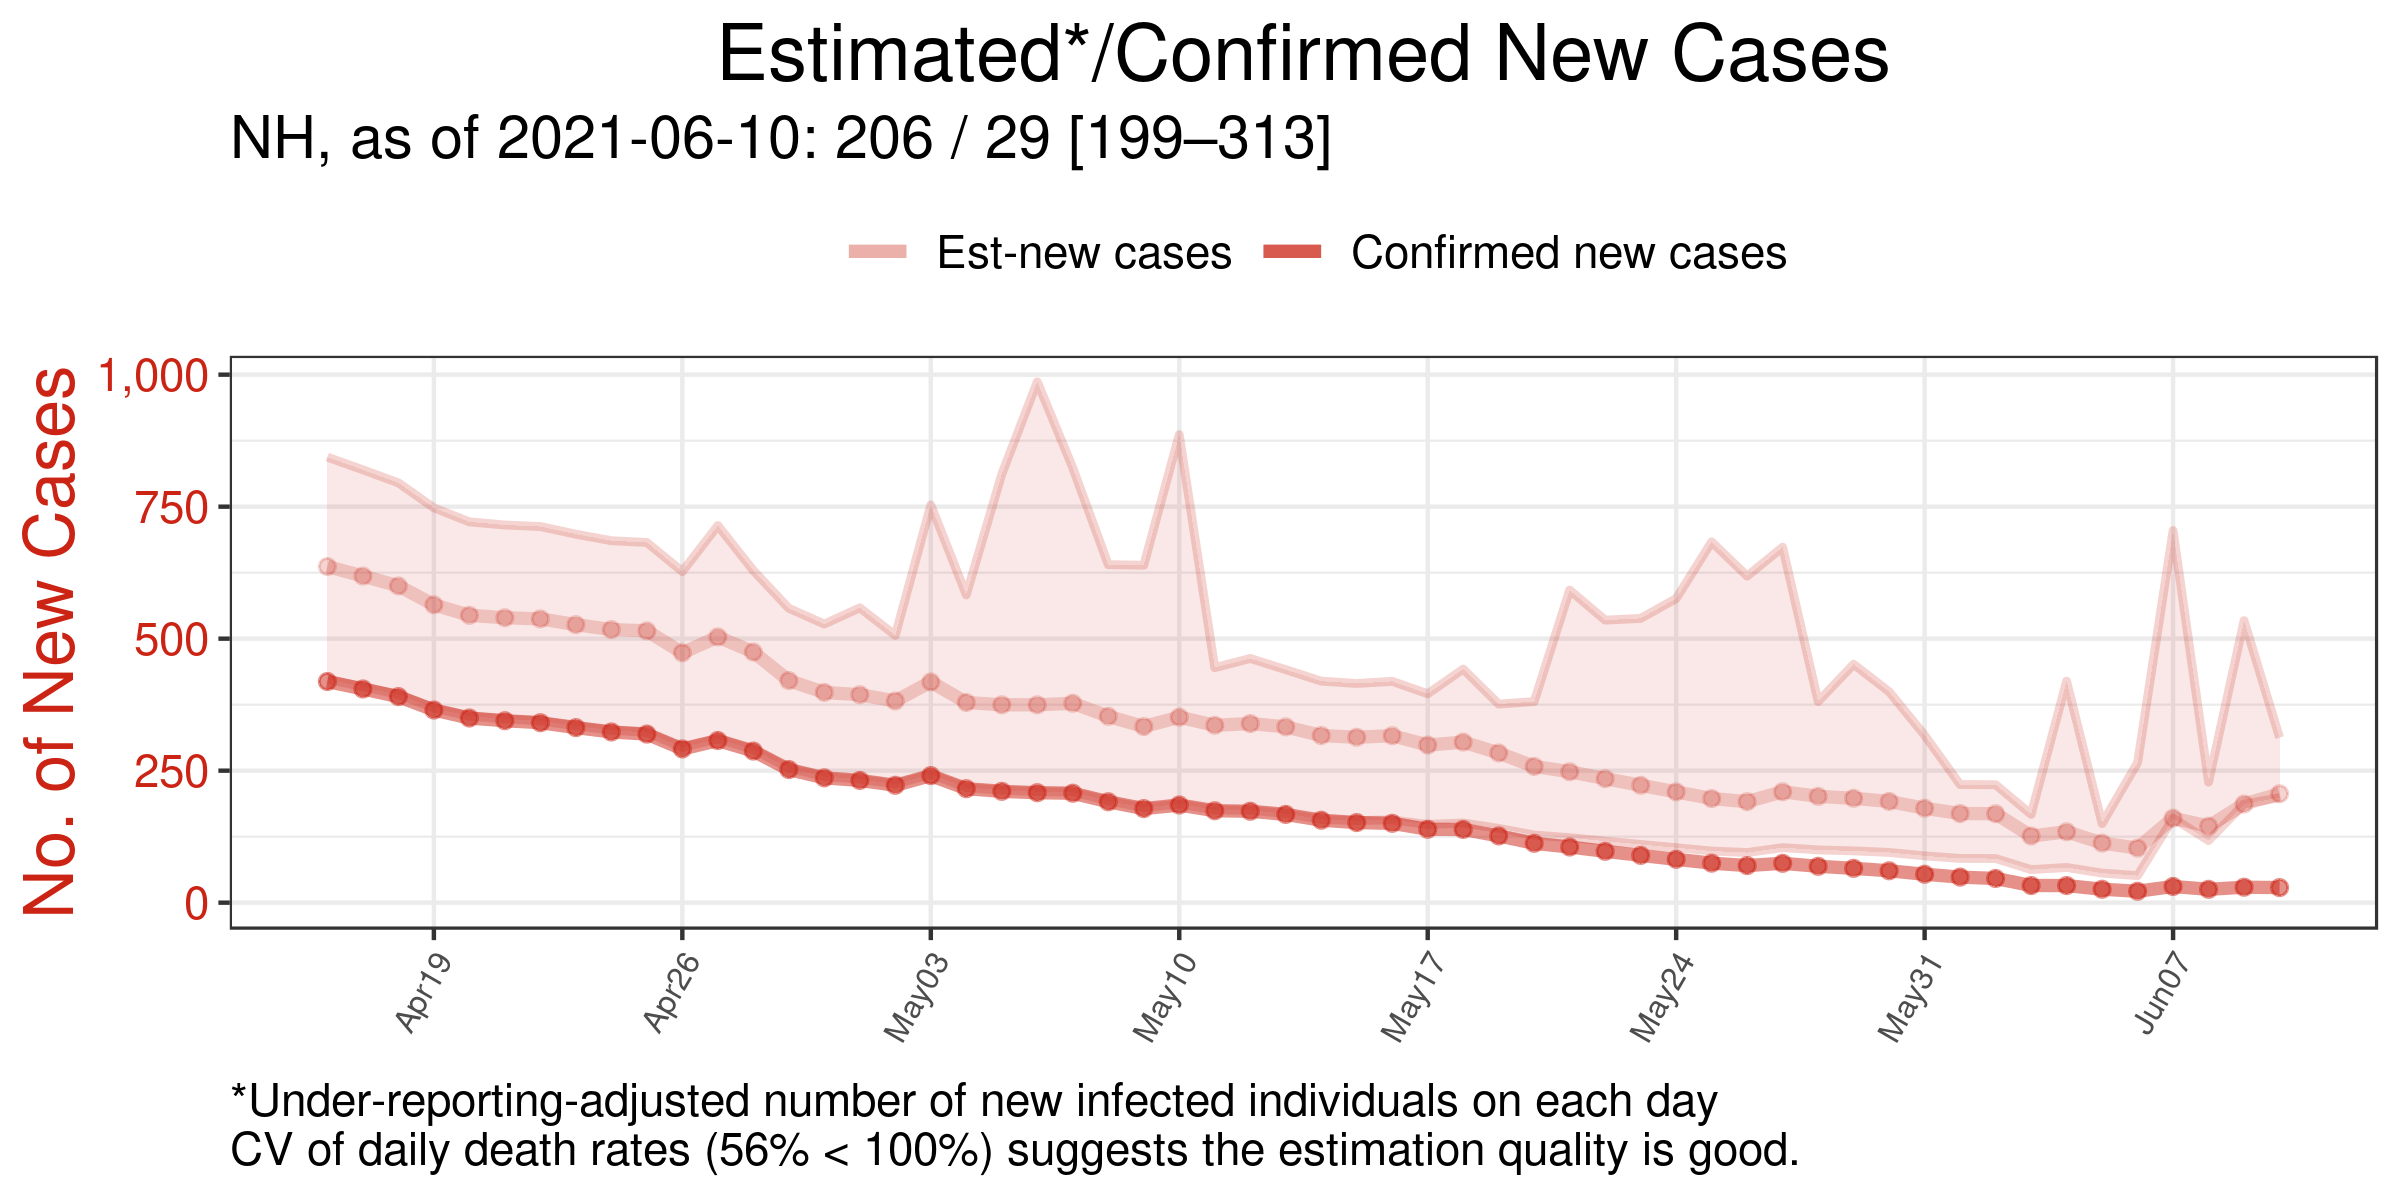 Estimated*/Confirmed New Cases
NH, as of 2021-06-10: 206 / 29 [199–313]
Est-new cases
Confirmed new cases
No. of New Cases
1,000
750
500
250
0
Apr19
Apr26
May03
May10
May17
May24
May31
Jun07
*Under-reporting-adjusted number of new infected individuals on each day
CV of daily death rates (56% < 100%) suggests the estimation quality is good.